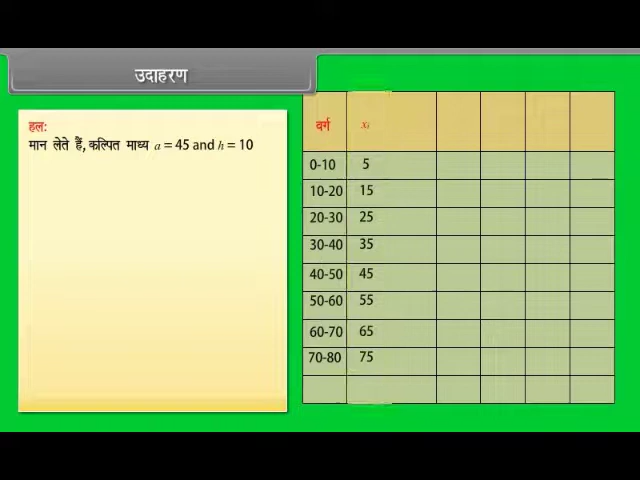 उदाहरण
हल:
मान लेते हैं, कल्पित माध्य a = 45 and h = 10
वर्ग xᵢ
0-10 5
10-20 15
20-30 25
30-40 35
40-50 45
50-60 55
60-70 65
70-80 75